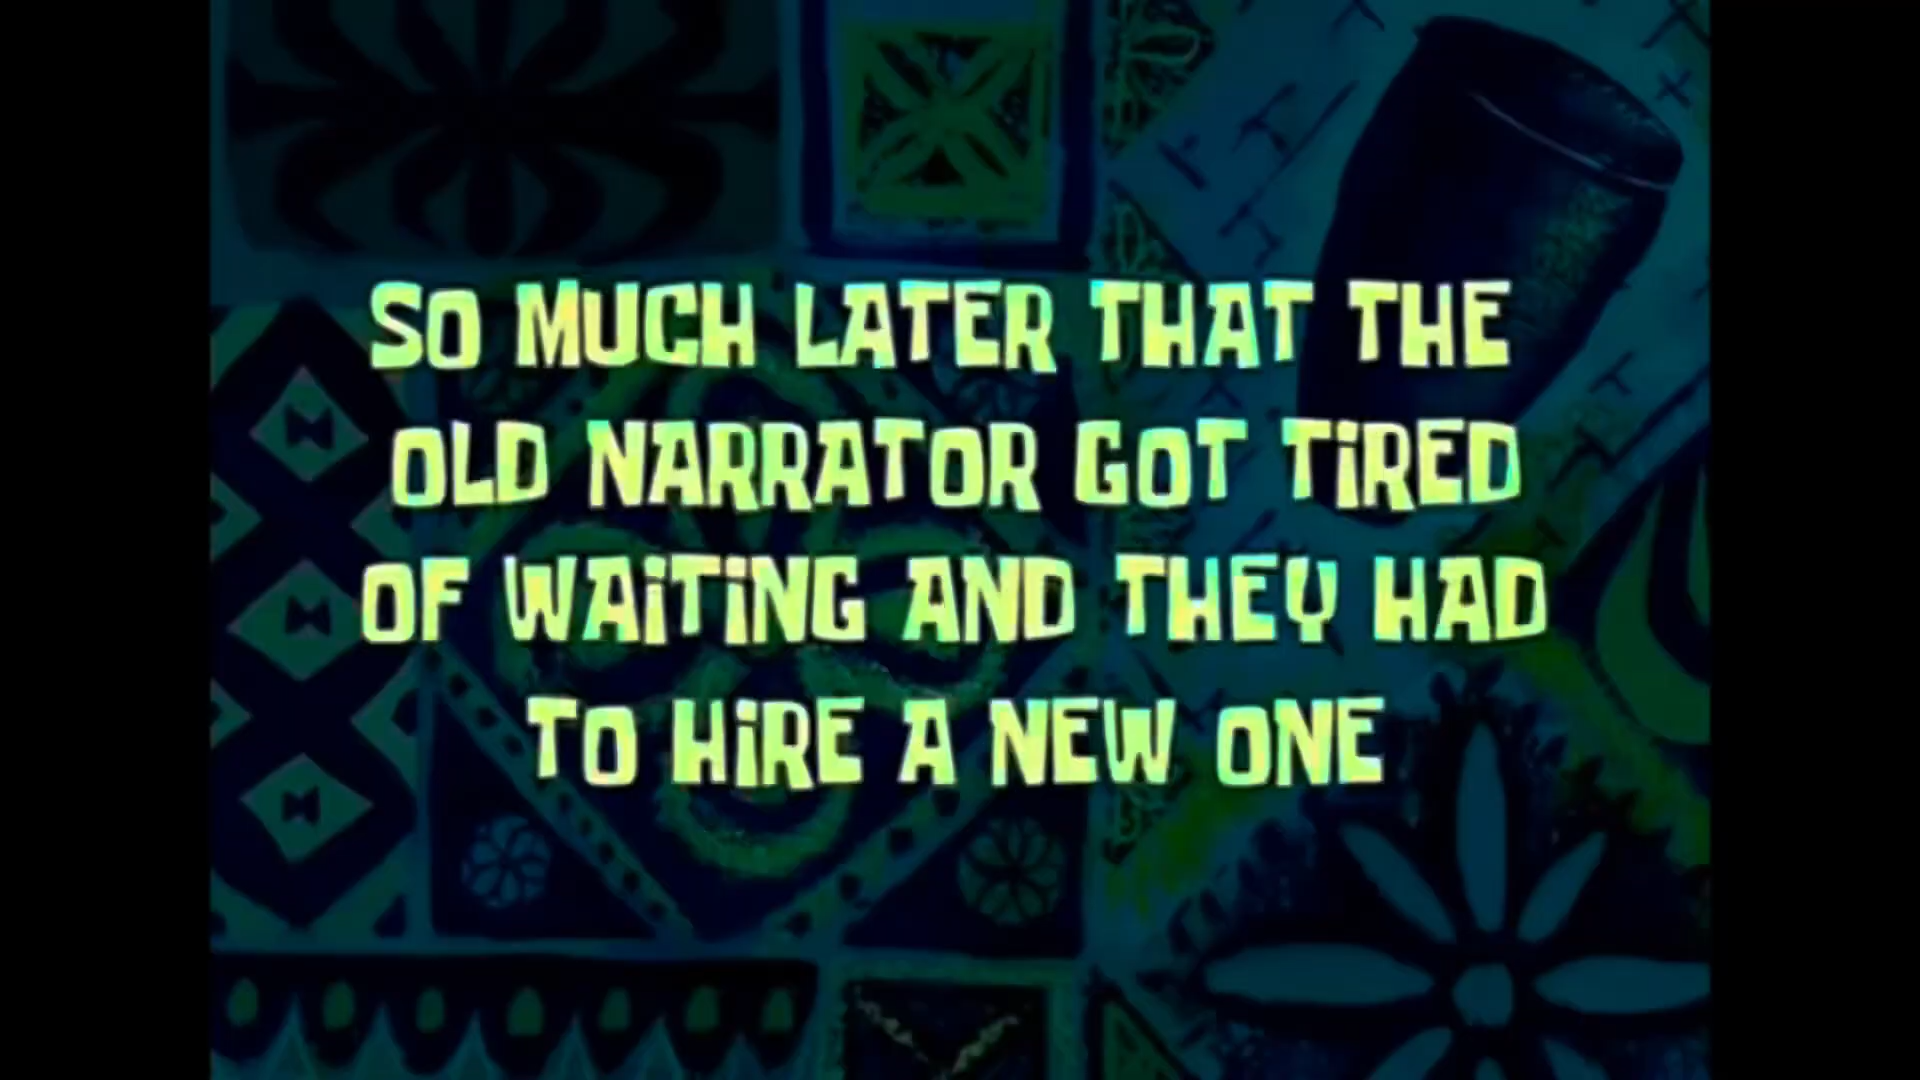 SO MUCH LATER THAT THE
OLD NARRATOR GOT TIRED
OF WAITING AND THEY HAD
TO HIRE A NEW ONE